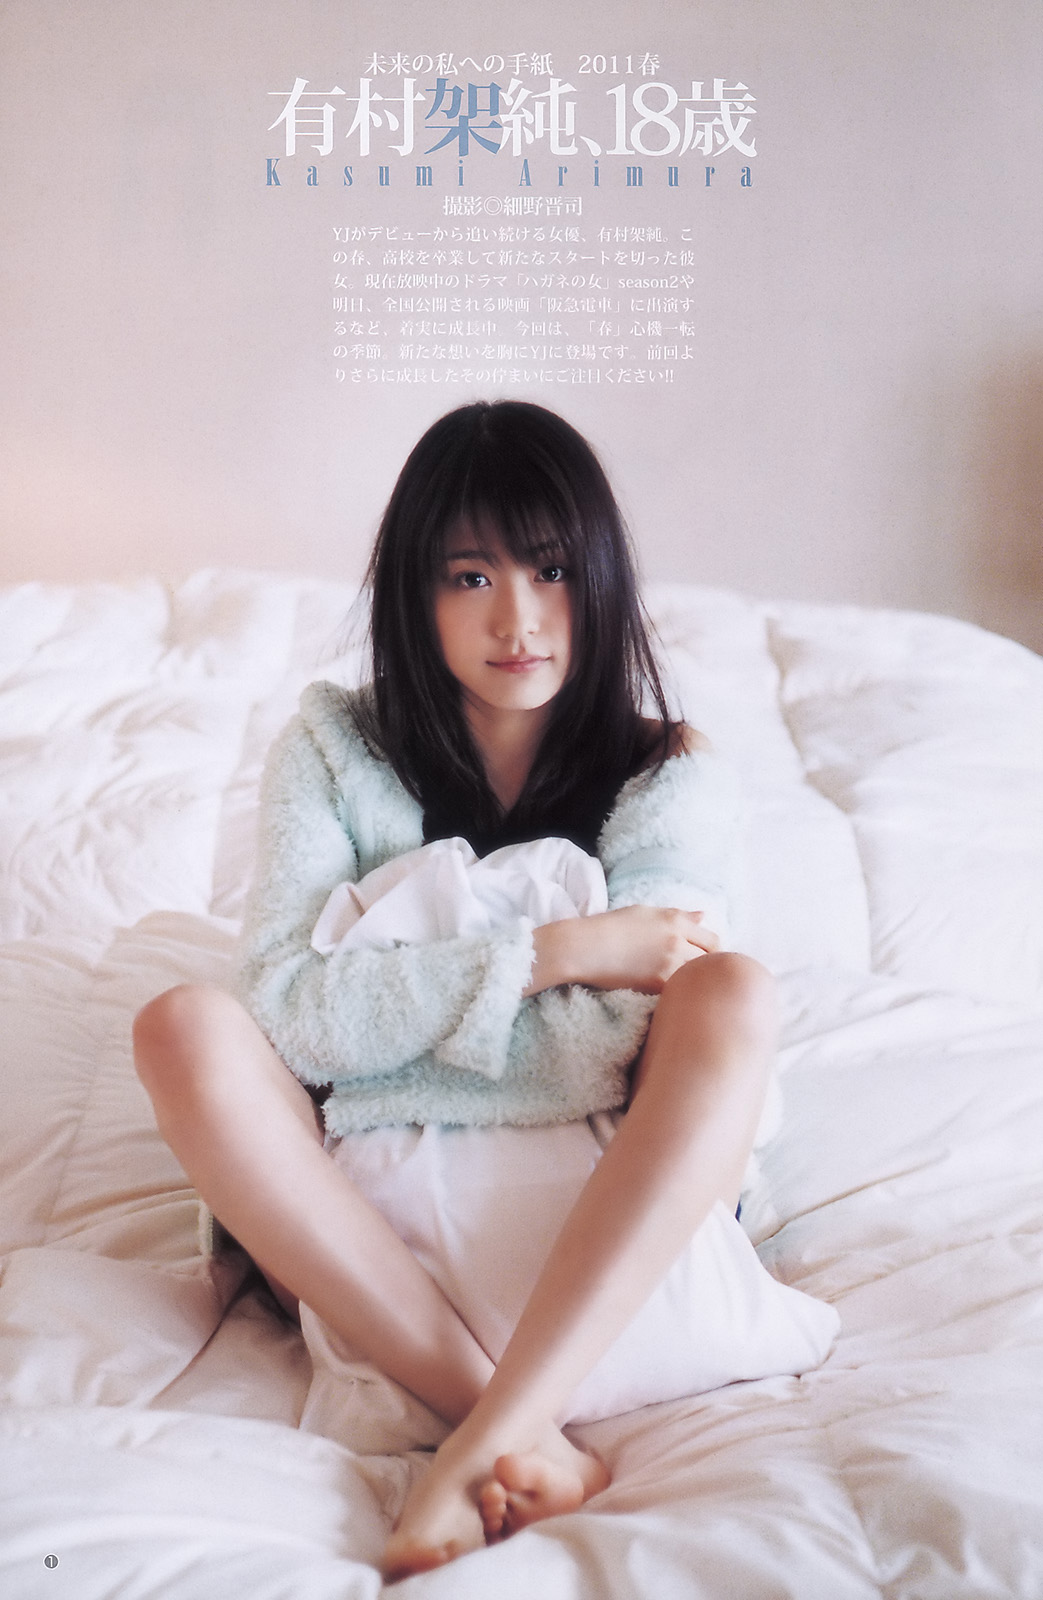 未来の私への手紙　2011春
有村架純、18歳
Kasumi Arimura
撮影◎細野晋司
YJがデビューから追い続ける女優、有村架純。こ
の春、高校を卒業して新たなスタートを切った彼
女。現在放映中のドラマ「ハガネの女」season2や
明日、全国公開される映画「阪急電車」に出演す
るなど、着実に成長中。今回は、「春」心機一転
の季節。新たな想いを胸にYJに登場です。前回よ
りさらに成長したその佇まいにご注目ください!!
1